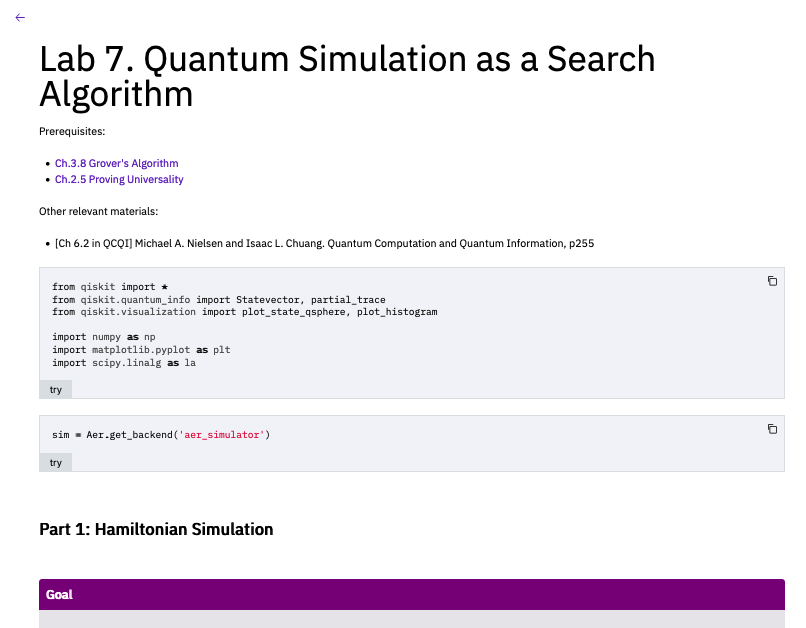 ←
Lab 7. Quantum Simulation as a Search
Algorithm
Prerequisites:
• Ch.3.8 Grover's Algorithm
• Ch.2.5 Proving Universality
Other relevant materials:
• [Ch 6.2 in QCQI] Michael A. Nielsen and Isaac L. Chuang. Quantum Computation and Quantum Information, p255
from qiskit import *
from qiskit.quantum_info import Statevector, partial_trace
from qiskit.visualization import plot_state_qsphere, plot_histogram
import numpy as np
import matplotlib.pyplot as plt
import scipy.linalg as la
try
sim = Aer.get_backend('aer_simulator')
try
Part 1: Hamiltonian Simulation
Goal